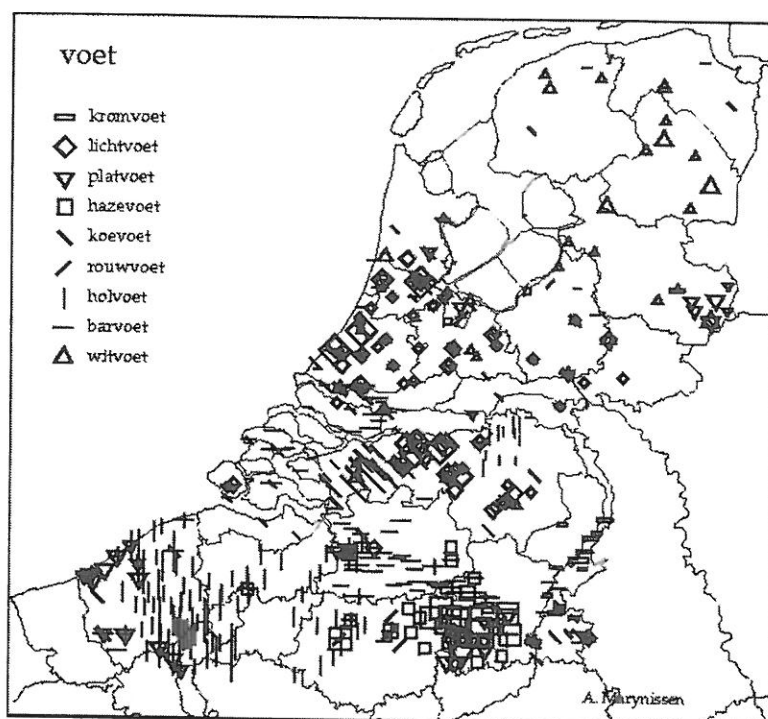 voet
kromvoet
lichtvoet
platvoet
hazevoet
koevoet
rouwvoet
holvoet
barvoet
witvoet
A. Marynissen